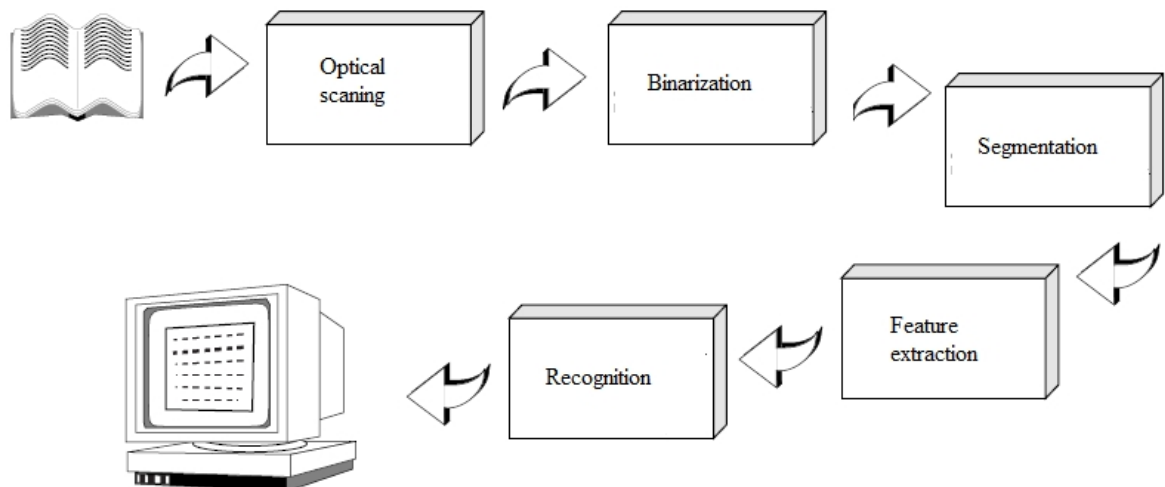 Optical
scaning
Binarization
Segmentation
Feature
extraction
Recognition